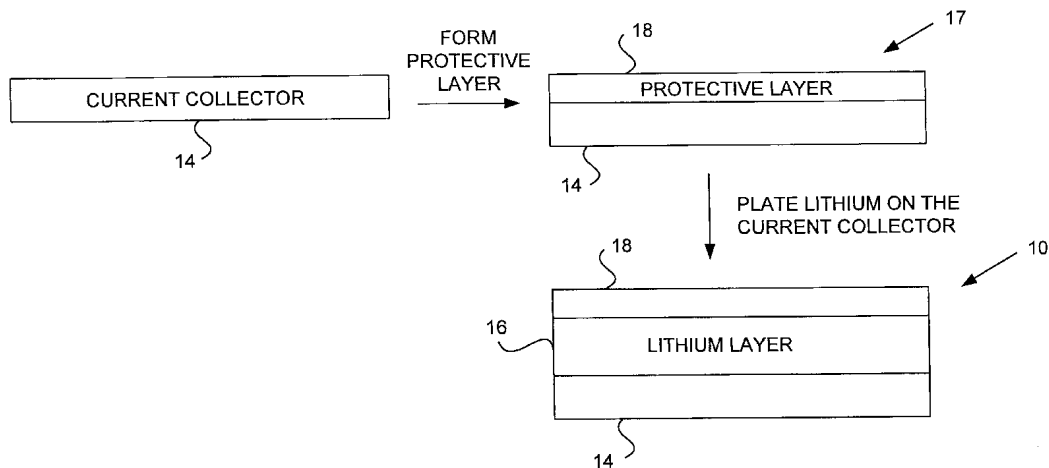 CURRENT COLLECTOR
14
FORM
PROTECTIVE
LAYER
18
17
PROTECTIVE LAYER
14
PLATE LITHIUM ON THE
CURRENT COLLECTOR
18
10
16
LITHIUM LAYER
14